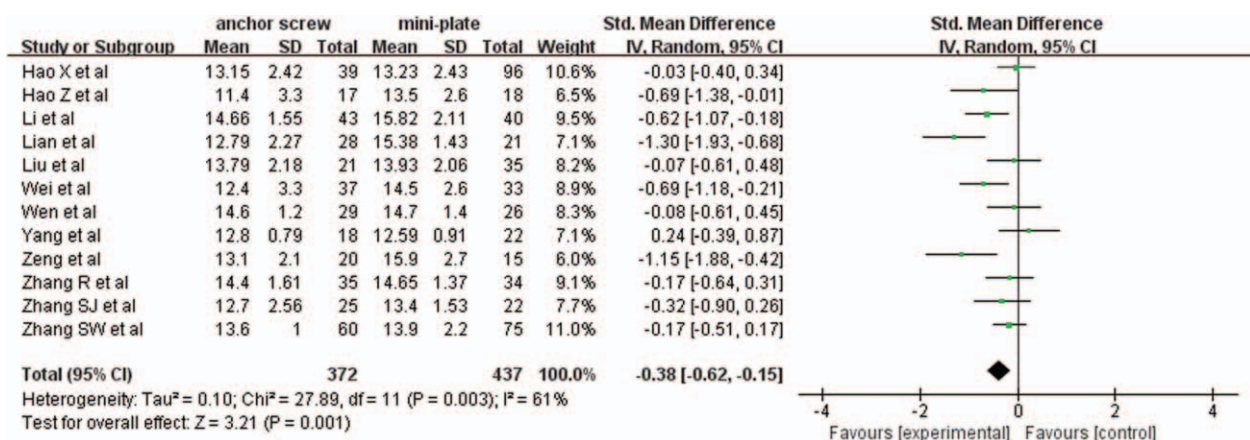 anchor screw mini-plate Std. Mean Difference Std. Mean Difference
Study or Subgroup Mean SD Total Mean SD Total Weight IV, Random, 95% CI IV, Random, 95% CI
Hao X et al 13.15 2.42 39 13.23 2.43 96 10.6% -0.03 [-0.40, 0.34]
Hao Z et al 11.4 3.3 17 13.5 2.6 18 6.5% -0.69 [-1.38, -0.01]
Li et al 14.66 1.55 43 15.82 2.11 40 9.5% -0.62 [-1.07, -0.18]
Lian et al 12.79 2.27 28 15.38 1.43 21 7.1% -1.30 [-1.93, -0.68]
Liu et al 13.79 2.18 21 13.93 2.06 35 8.2% -0.07 [-0.61, 0.48]
Wei et al 12.4 3.3 37 14.5 2.6 33 8.9% -0.69 [-1.18, -0.21]
Wen et al 14.6 1.2 29 14.7 1.4 26 8.3% -0.08 [-0.61, 0.45]
Yang et al 12.8 0.79 18 12.59 0.91 22 7.1% 0.24 [-0.39, 0.87]
Zeng et al 13.1 2.1 20 15.9 2.7 15 6.0% -1.15 [-1.88, -0.42]
Zhang R et al 14.4 1.61 35 14.65 1.37 34 9.1% -0.17 [-0.64, 0.31]
Zhang SJ et al 12.7 2.56 25 13.4 1.53 22 7.7% -0.32 [-0.90, 0.26]
Zhang SW et al 13.6 1 60 13.9 2.2 75 11.0% -0.17 [-0.51, 0.17]
Total (95% CI) 372 437 100.0% -0.38 [-0.62, -0.15]
Heterogeneity: Tau² = 0.10; Chi² = 27.89, df = 11 (P = 0.003); I² = 61%
Test for overall effect: Z = 3.21 (P = 0.001)
-4 -2 0 2 4
Favours [experimental] Favours [control]